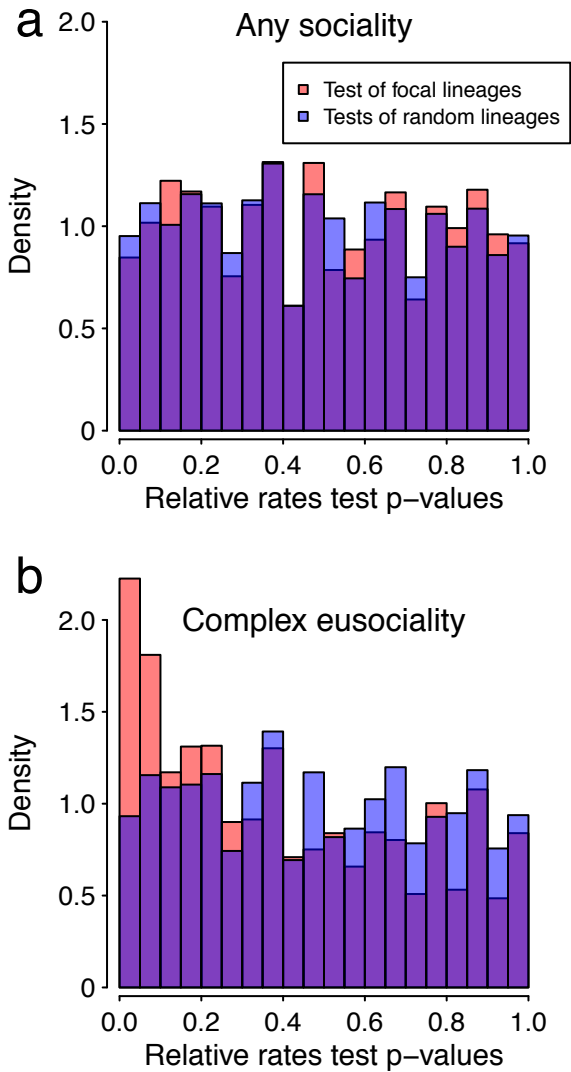 a
Any sociality
2.0
1.5
1.0
0.5
0
Density
Test of focal lineages
Tests of random lineages
0.0 0.2 0.4 0.6 0.8 1.0
Relative rates test p−values
b
Complex eusociality
2.0
1.5
1.0
0.5
0
Density
0.0 0.2 0.4 0.6 0.8 1.0
Relative rates test p−values